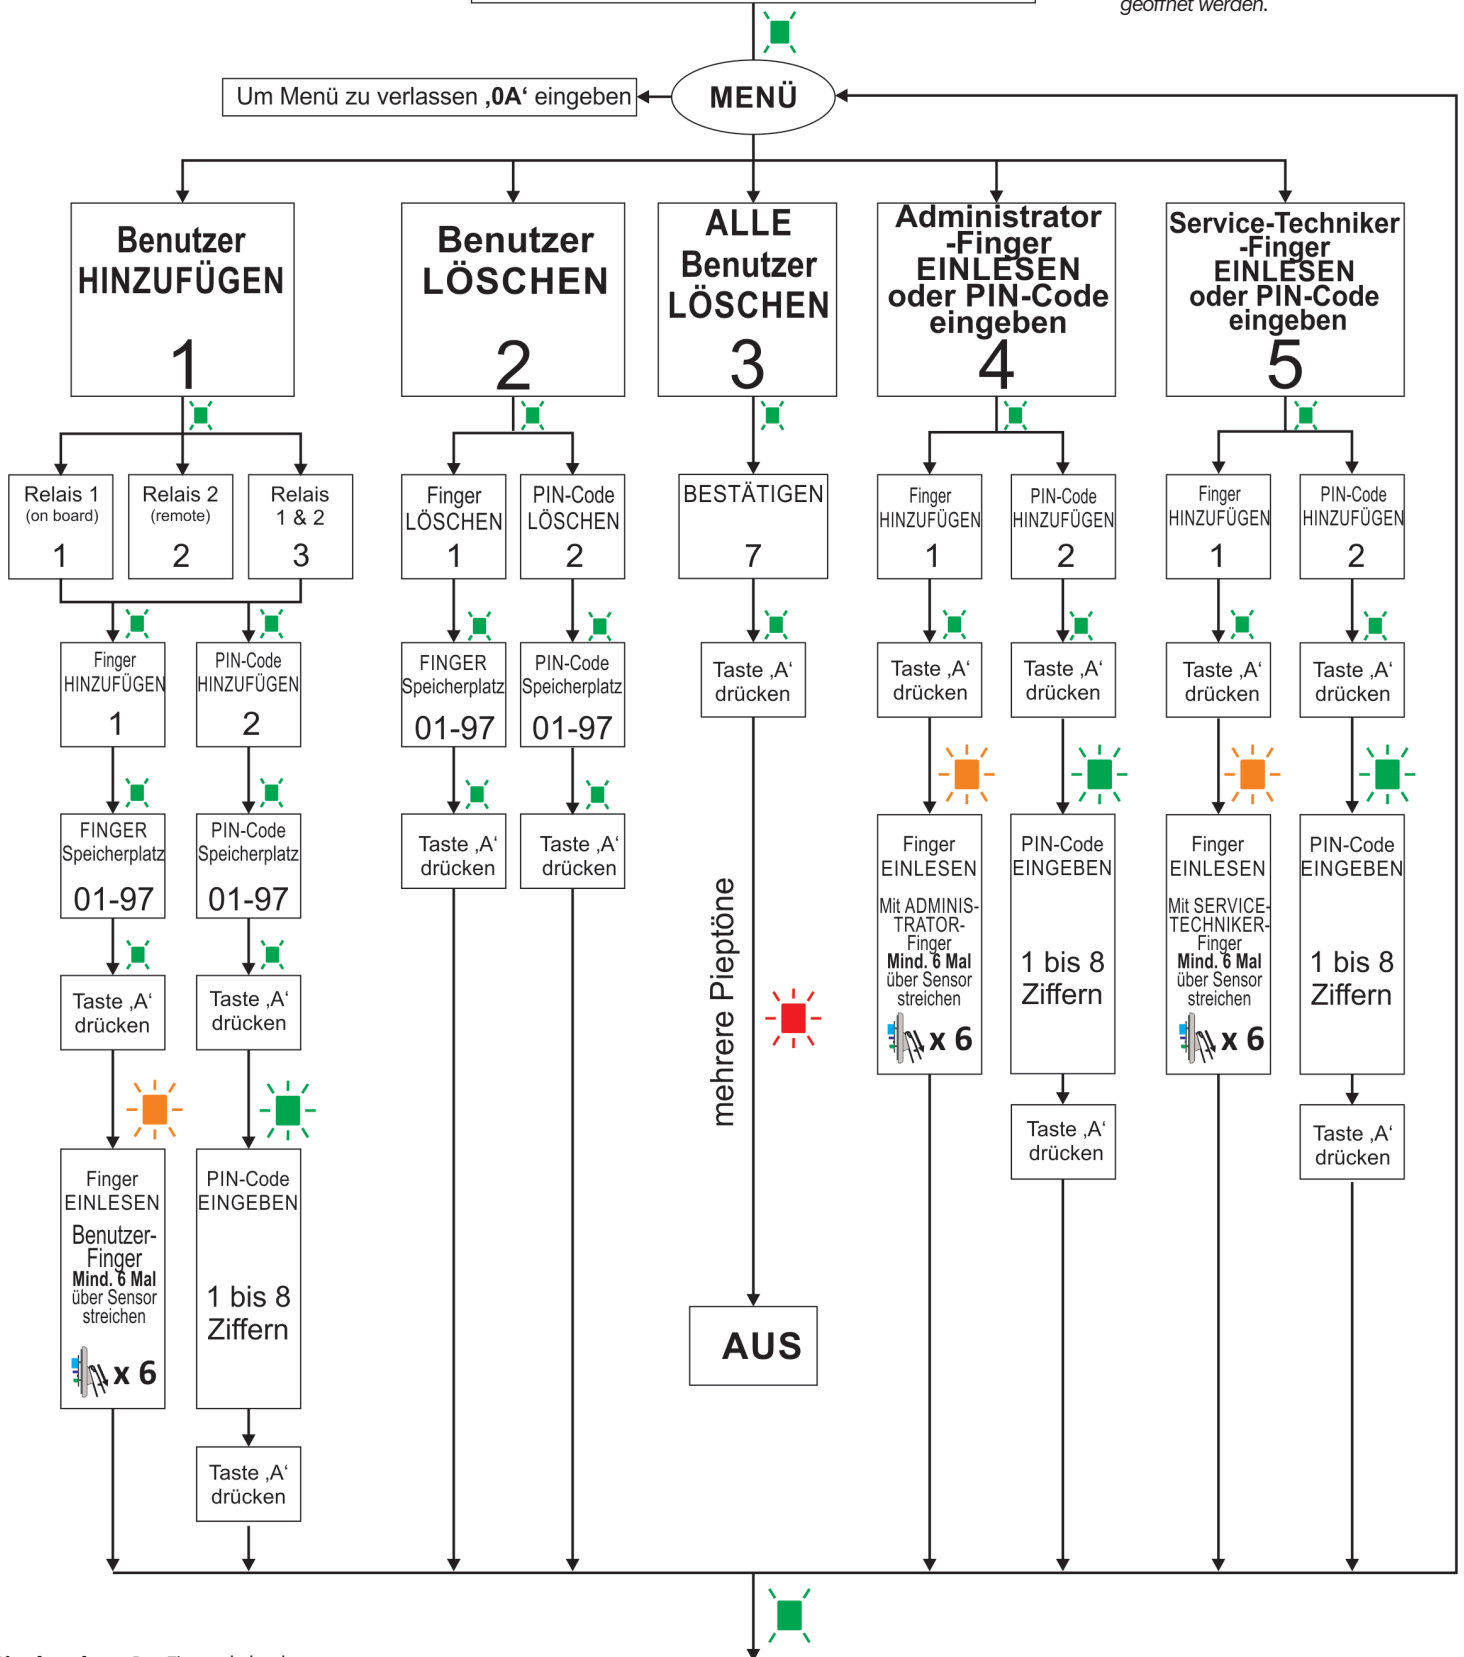 geöffnet werden.
Um Menü zu verlassen ‚0A‘ eingeben
MENÜ
Benutzer
HINZUFÜGEN
1
Benutzer
LÖSCHEN
2
ALLE
Benutzer
LÖSCHEN
3
Administrator
-Finger
EINLESEN
oder PIN-Code
eingeben
4
Service-Techniker
-Finger
EINLESEN
oder PIN-Code
eingeben
5
Relais 1
(on board)
1
Relais 2
(remote)
2
Relais
1 & 2
3
Finger
LÖSCHEN
1
PIN-Code
LÖSCHEN
2
BESTÄTIGEN
7
Finger
HINZUFÜGEN
1
PIN-Code
HINZUFÜGEN
2
Finger
HINZUFÜGEN
1
PIN-Code
HINZUFÜGEN
2
Finger
HINZUFÜGEN
1
PIN-Code
HINZUFÜGEN
2
FINGER
Speicherplatz
01-97
PIN-Code
Speicherplatz
01-97
Taste ‚A‘
drücken
Taste ‚A‘
drücken
Taste ‚A‘
drücken
Taste ‚A‘
drücken
Taste ‚A‘
drücken
FINGER
Speicherplatz
01-97
PIN-Code
Speicherplatz
01-97
Taste ‚A‘
drücken
Taste ‚A‘
drücken
mehrere Pieptöne
Finger
EINLESEN
Mit ADMINIS-
TRATOR-
Finger
Mind. 6 Mal
über Sensor
streichen
x 6
PIN-Code
EINGEBEN
1 bis 8
Ziffern
Finger
EINLESEN
Mit SERVICE-
TECHNIKER-
Finger
Mind. 6 Mal
über Sensor
streichen
x 6
PIN-Code
EINGEBEN
1 bis 8
Ziffern
Taste ‚A‘
drücken
Taste ‚A‘
drücken
Taste ‚A‘
drücken
Taste ‚A‘
drücken
Finger
EINLESEN
Benutzer-
Finger
Mind. 6 Mal
über Sensor
streichen
x 6
PIN-Code
EINGEBEN
1 bis 8
Ziffern
AUS
Taste ‚A‘
drücken